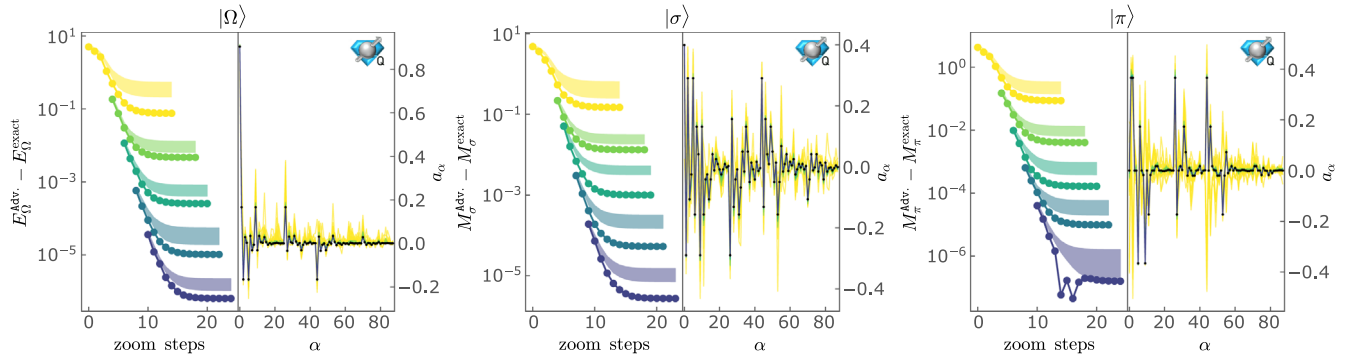 |Ω⟩
E_Ω^Adv. − E_Ω^exact
10^1
10^−1
10^−3
10^−5
0 10 20
zoom steps
Q
0 20 40 60 80
α
0.8
0.6
0.4
0.2
0.0
−0.2
a_α
|σ⟩
M_σ^Adv. − M_σ^exact
10^1
10^−1
10^−3
10^−5
0 10 20
zoom steps
Q
0 20 40 60 80
α
0.4
0.2
0.0
−0.2
−0.4
a_α
|π⟩
M_π^Adv. − M_π^exact
10^0
10^−2
10^−4
10^−6
0 10 20
zoom steps
Q
0 20 40 60 80
α
0.4
0.2
0.0
−0.2
−0.4
a_α